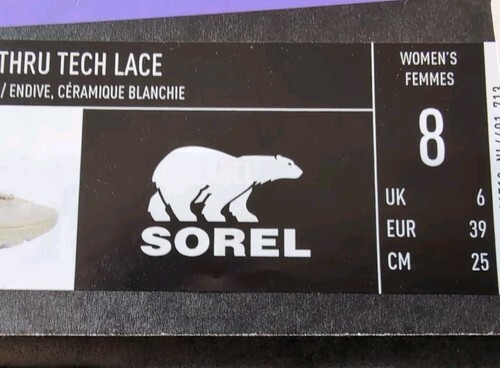 THRU TECH LACE
/ ENDIVE, CÉRAMIQUE BLANCHIE
SOREL
WOMEN'S
FEMMES
8
UK 6
EUR 39
CM 25